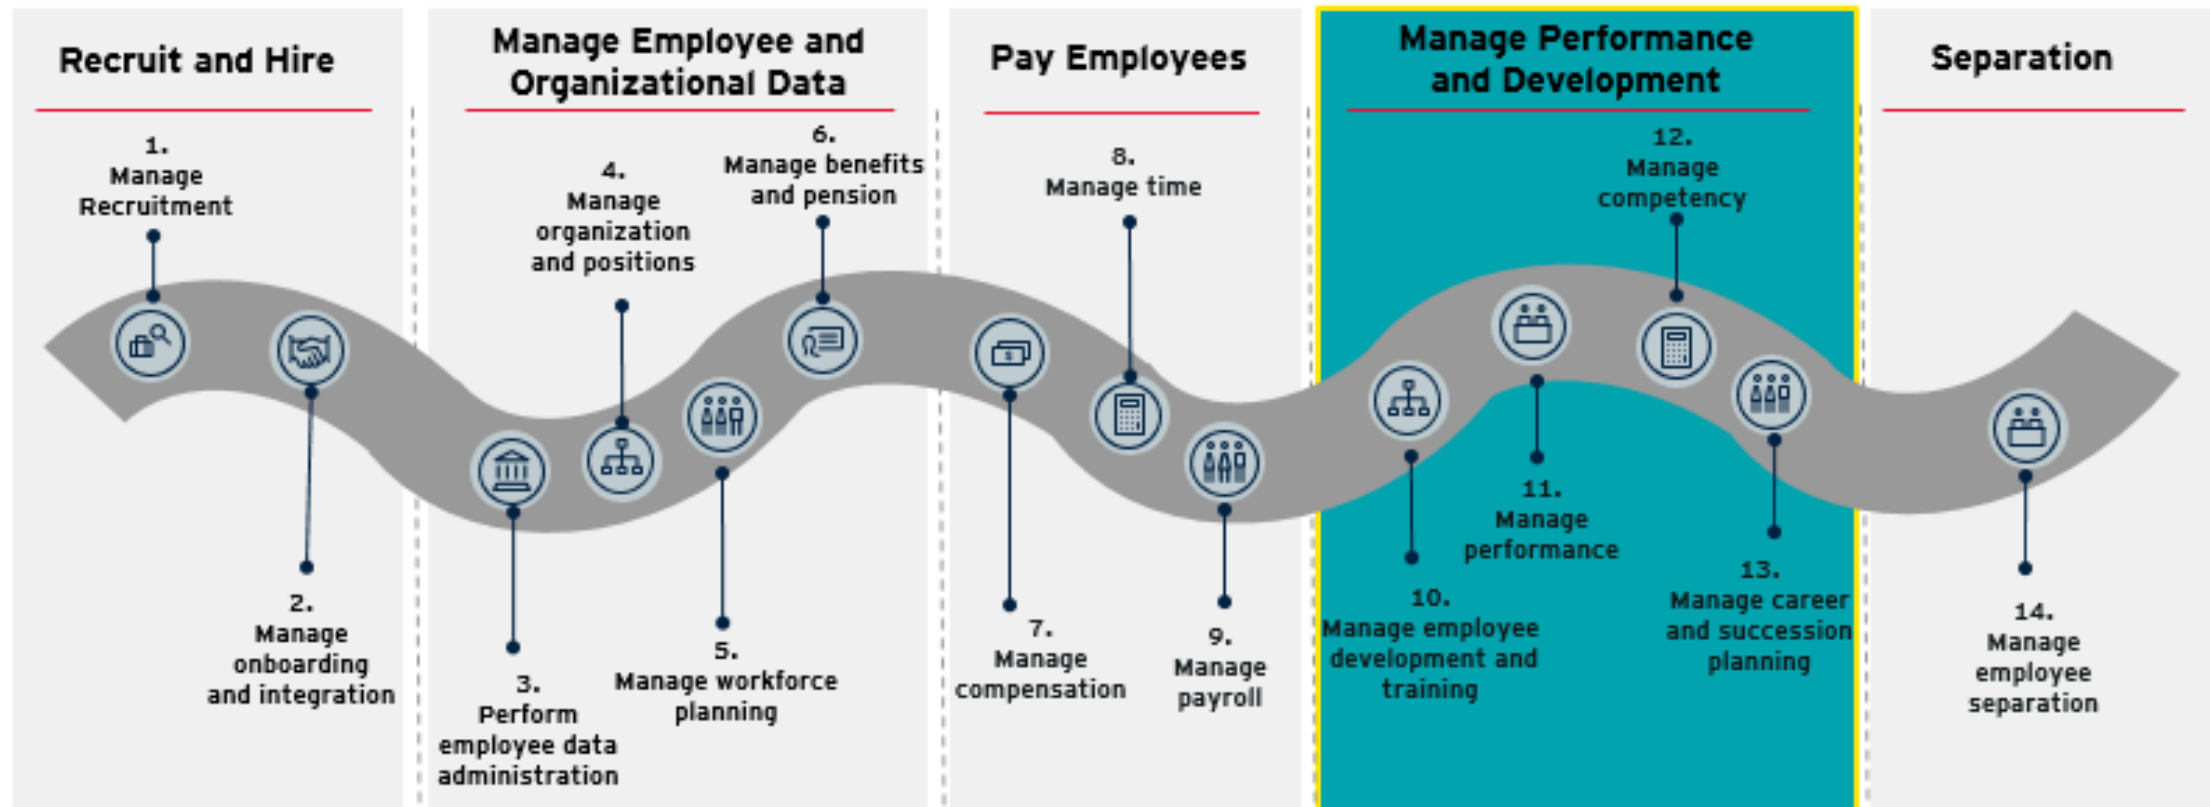 Recruit and Hire
1.
Manage
Recruitment
2.
Manage
onboarding
and integration
Manage Employee and
Organizational Data
3.
Perform
employee data
administration
4.
Manage
organization
and positions
5.
Manage workforce
planning
6.
Manage benefits
and pension
Pay Employees
7.
Manage
compensation
8.
Manage time
9.
Manage
payroll
Manage Performance
and Development
10.
Manage employee
development and
training
11.
Manage
performance
12.
Manage
competency
13.
Manage career
and succession
planning
Separation
14.
Manage
employee
separation